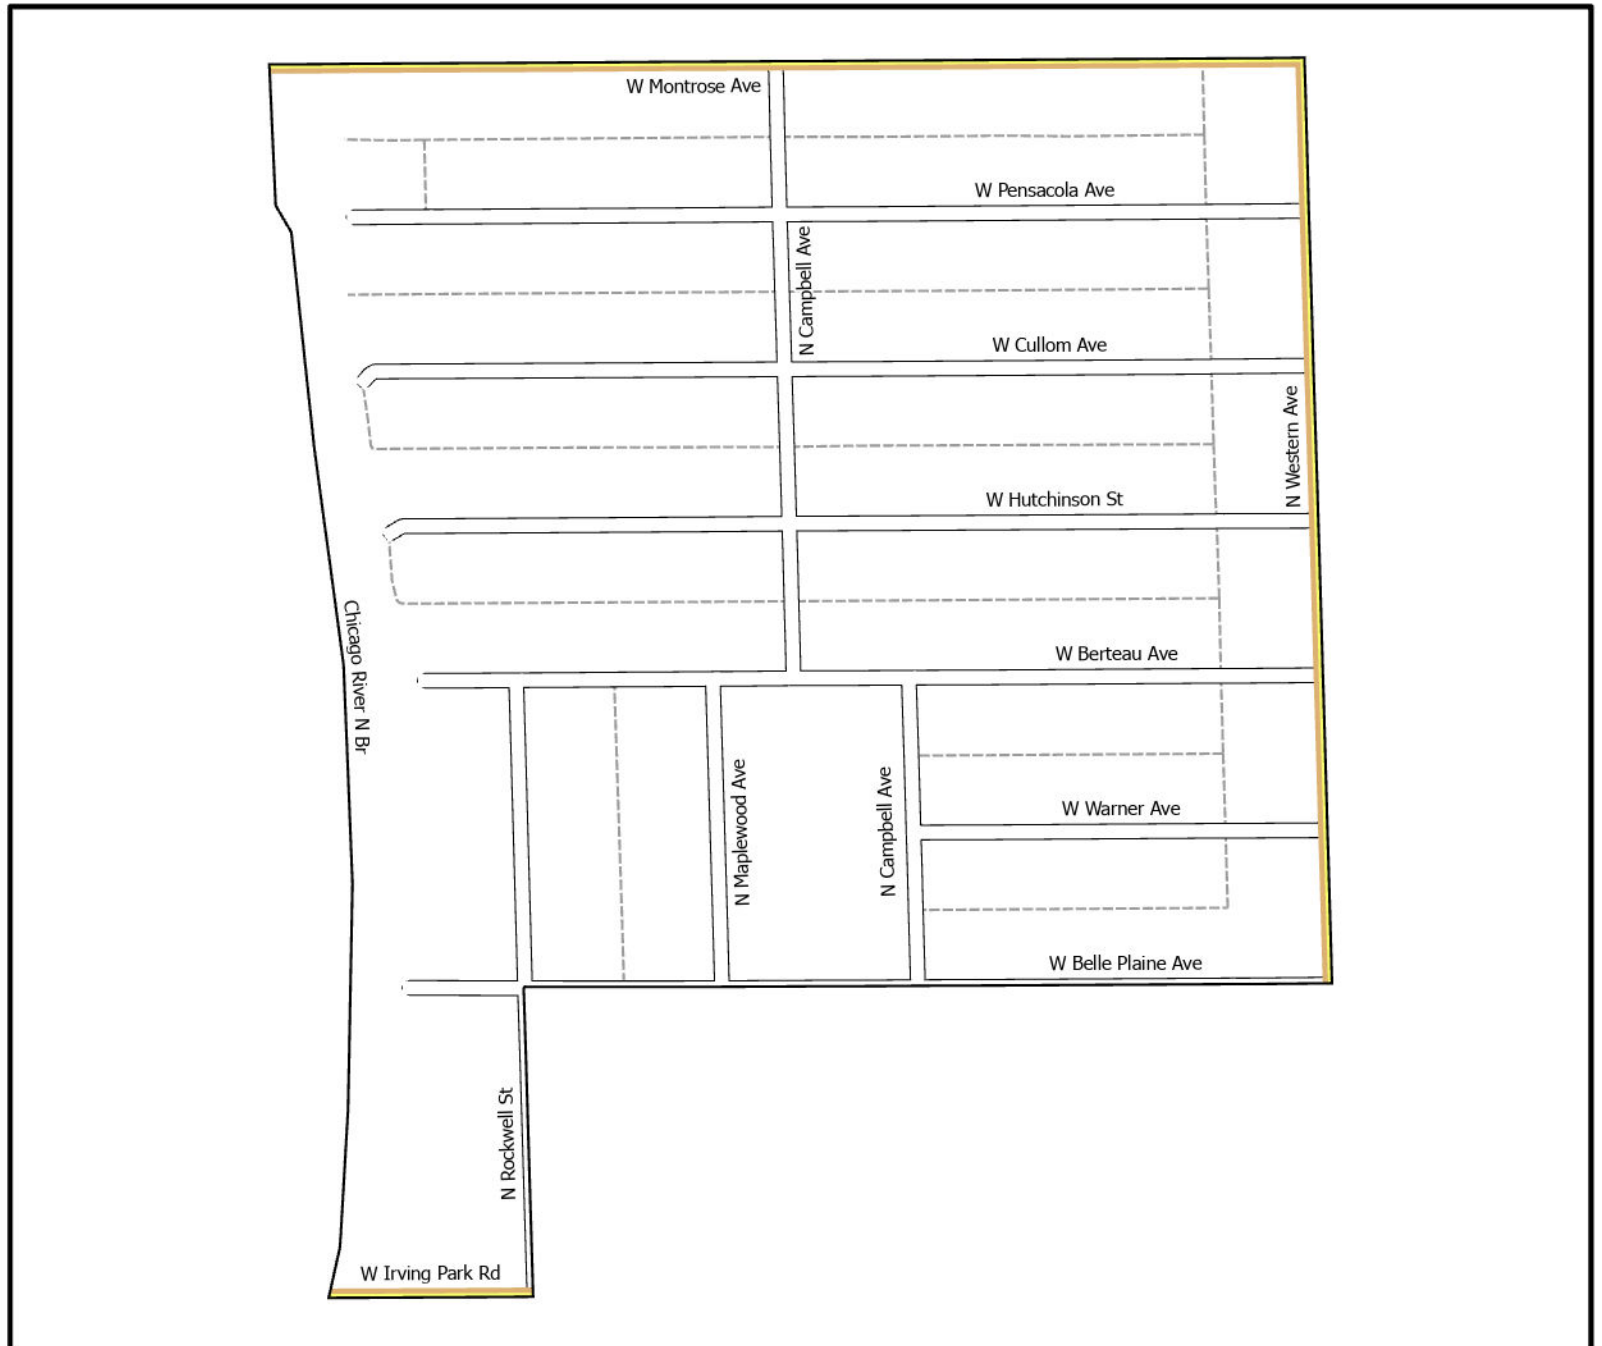 W Montrose Ave
W Pensacola Ave
N Campbell Ave
W Cullom Ave
N Western Ave
W Hutchinson St
Chicago River N Br
W Berteau Ave
N Maplewood Ave
N Campbell Ave
W Warner Ave
W Belle Plaine Ave
N Rockwell St
W Irving Park Rd